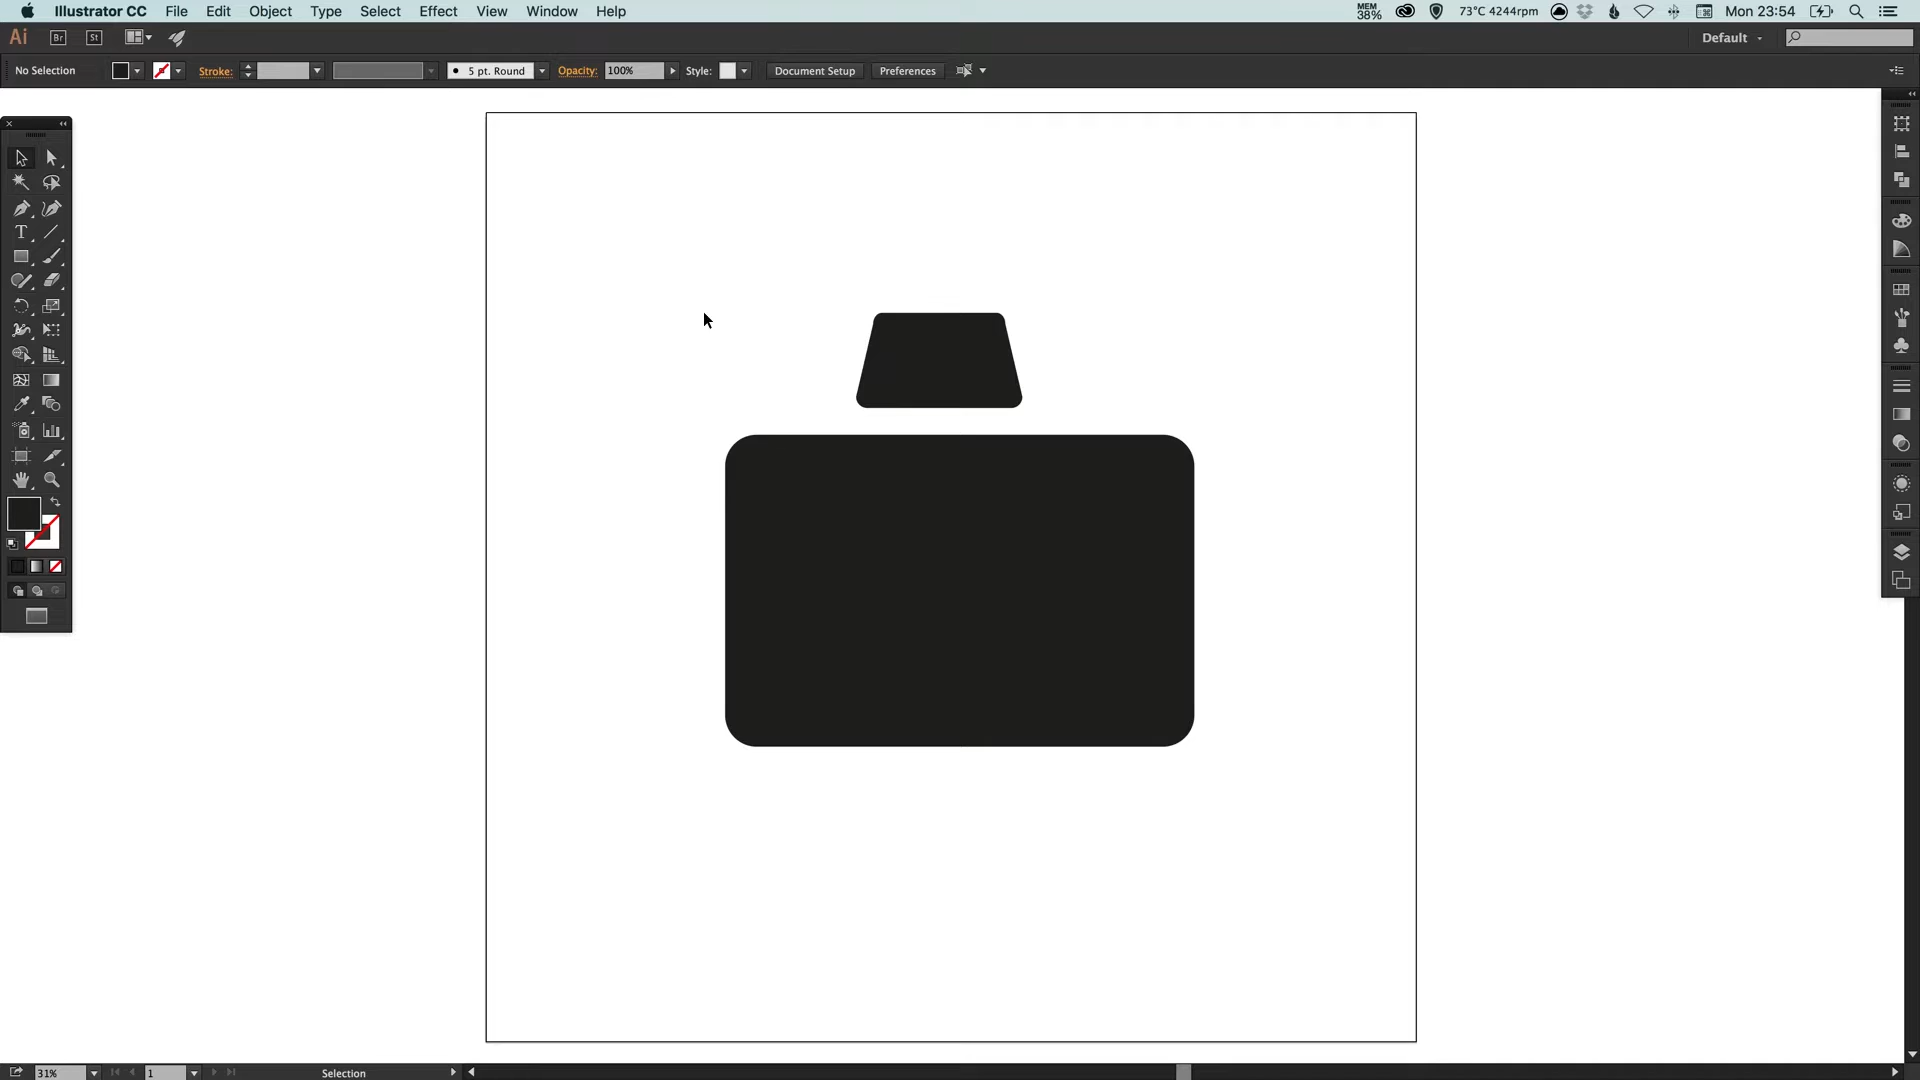 Illustrator CC File Edit Object Type Select Effect View Window Help MEM 38% 73°C 4244rpm Mon 23:54
Ai Br St Default
No Selection Stroke: 5 pt. Round Opacity: 100% Style: Document Setup Preferences
T
31% 1 Selection